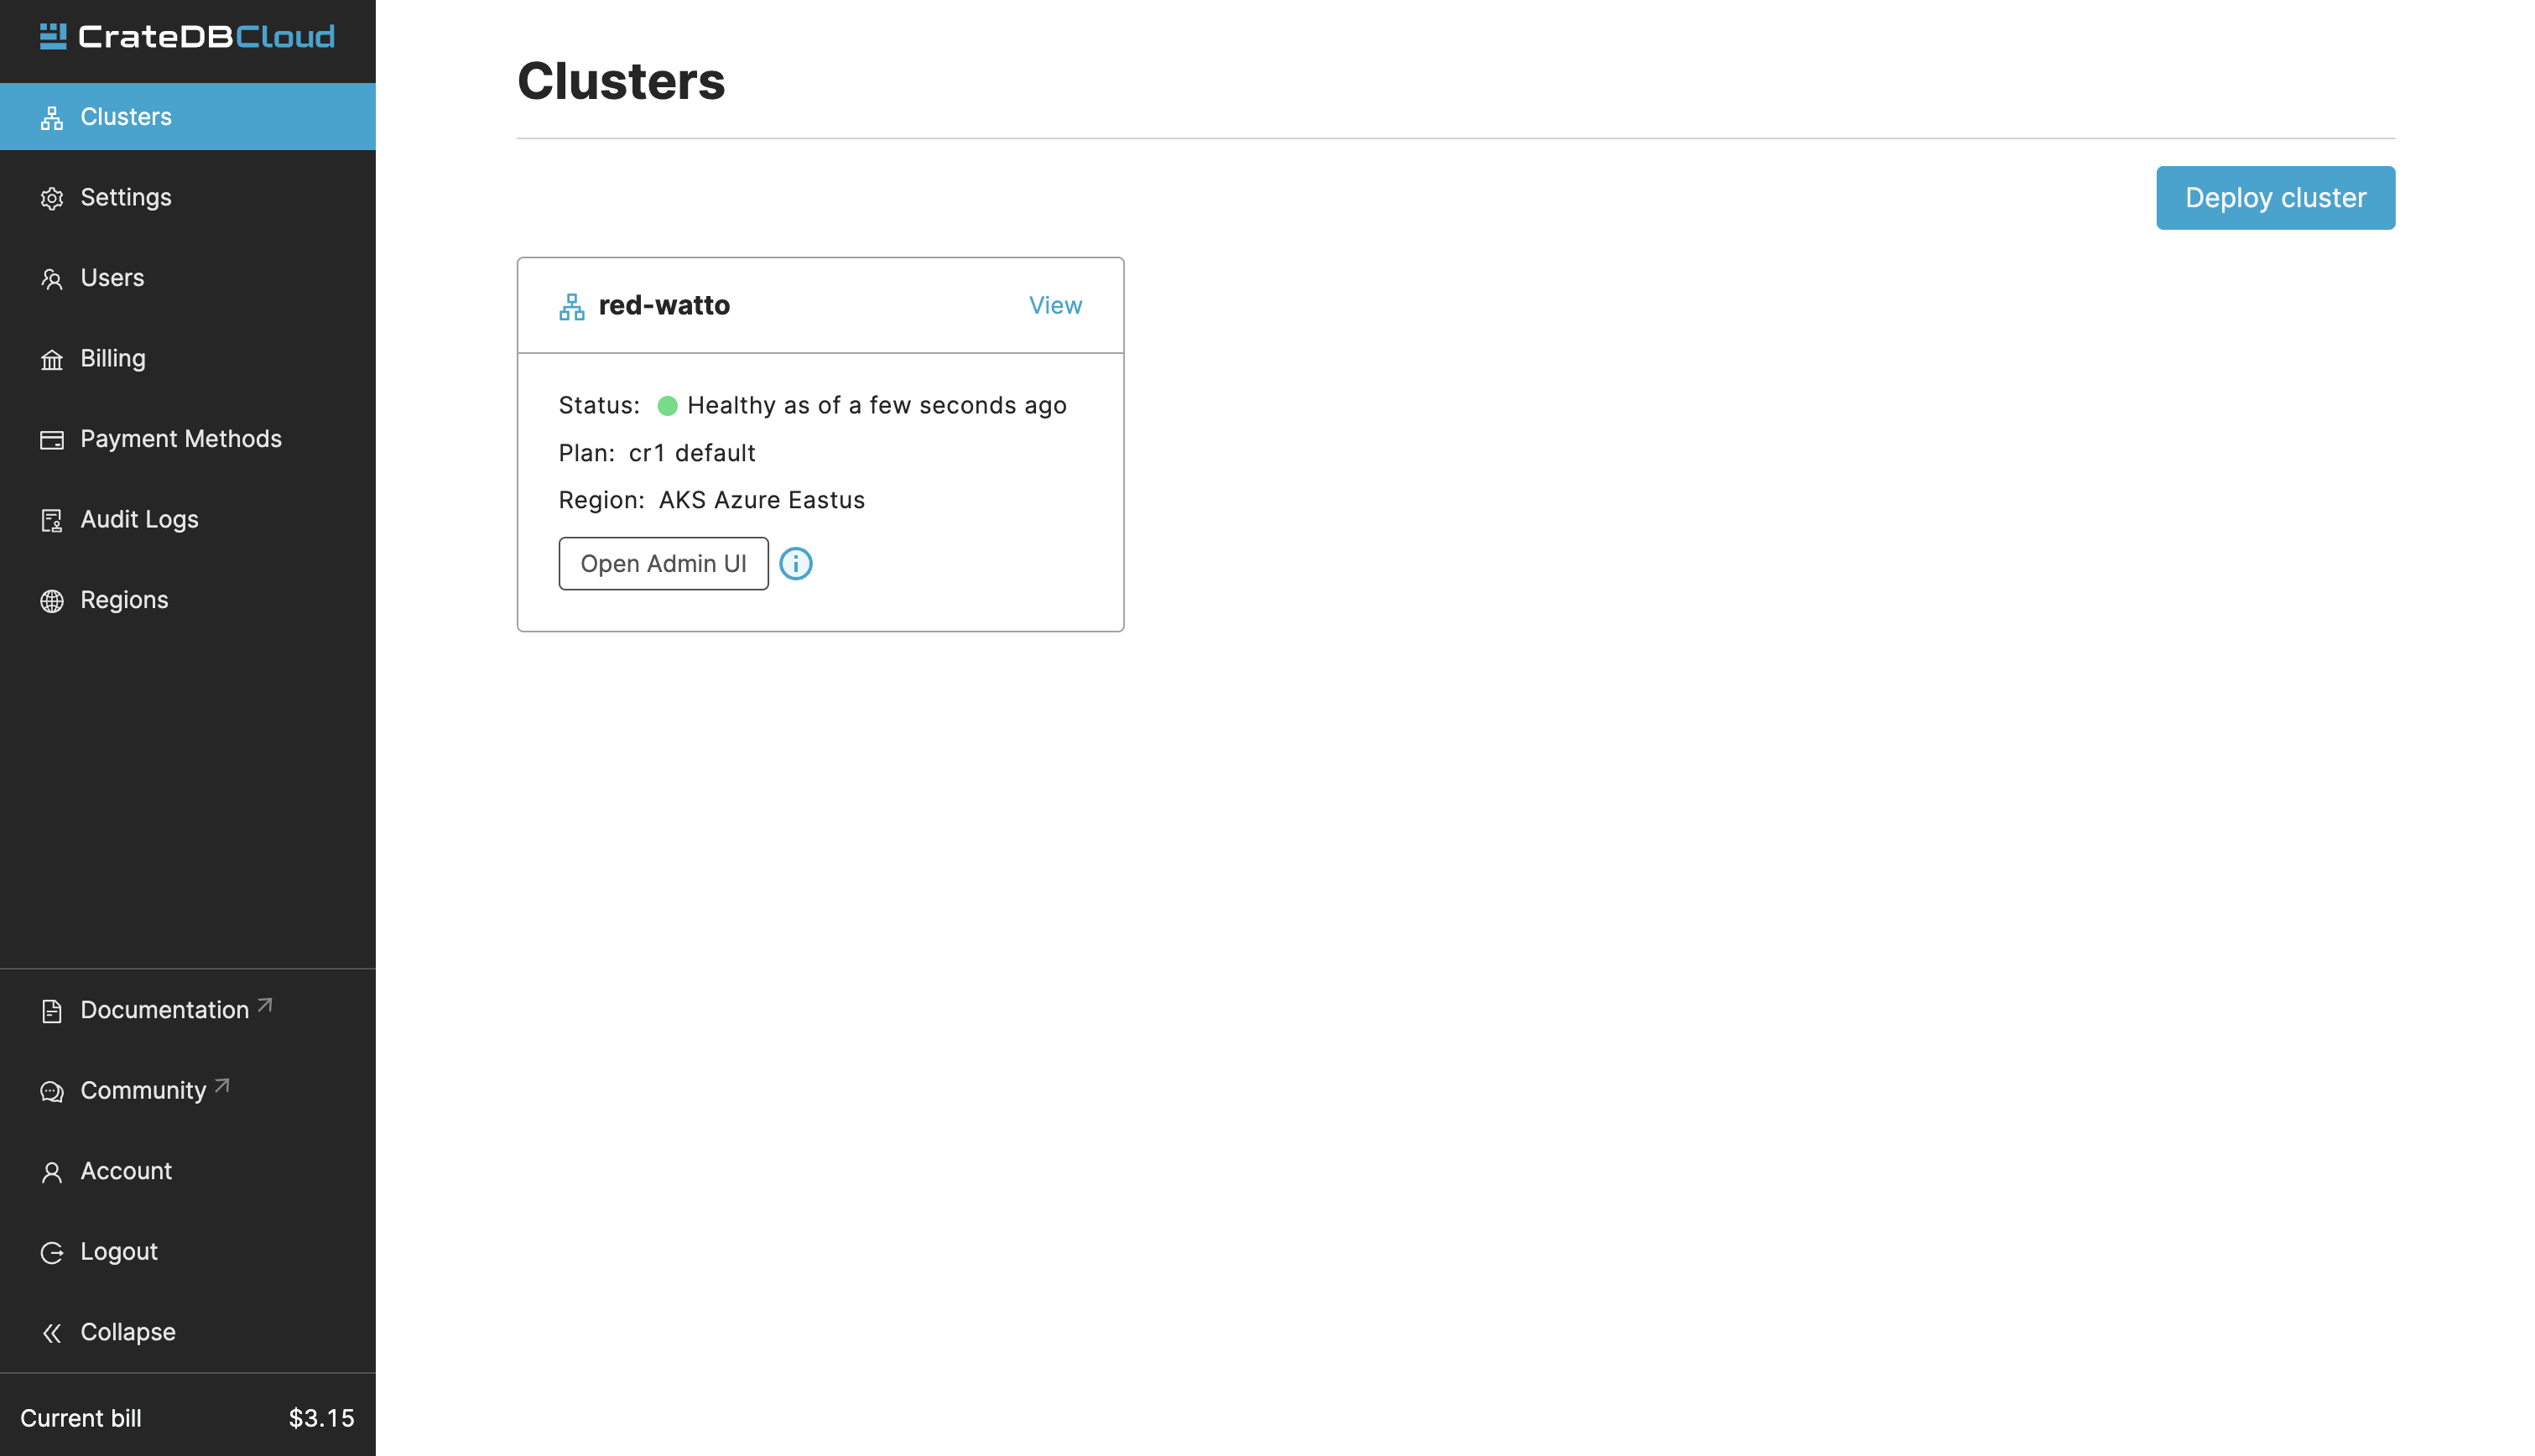 CrateDBCloud
Clusters
Settings
Users
Billing
Payment Methods
Audit Logs
Regions
Documentation
Community
Account
Logout
Collapse
Current bill $3.15
Clusters
Deploy cluster
red-watto View
Status: Healthy as of a few seconds ago
Plan: cr1 default
Region: AKS Azure Eastus
Open Admin UI